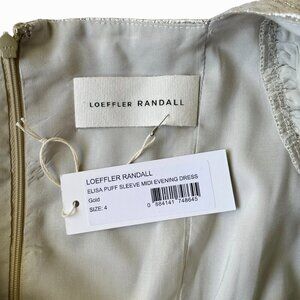 LOEFFLER RANDALL
LOEFFLER RANDALL
ELISA PUFF SLEEVE MIDI EVENING DRESS
Gold
SIZE: 4
0 884141 748645